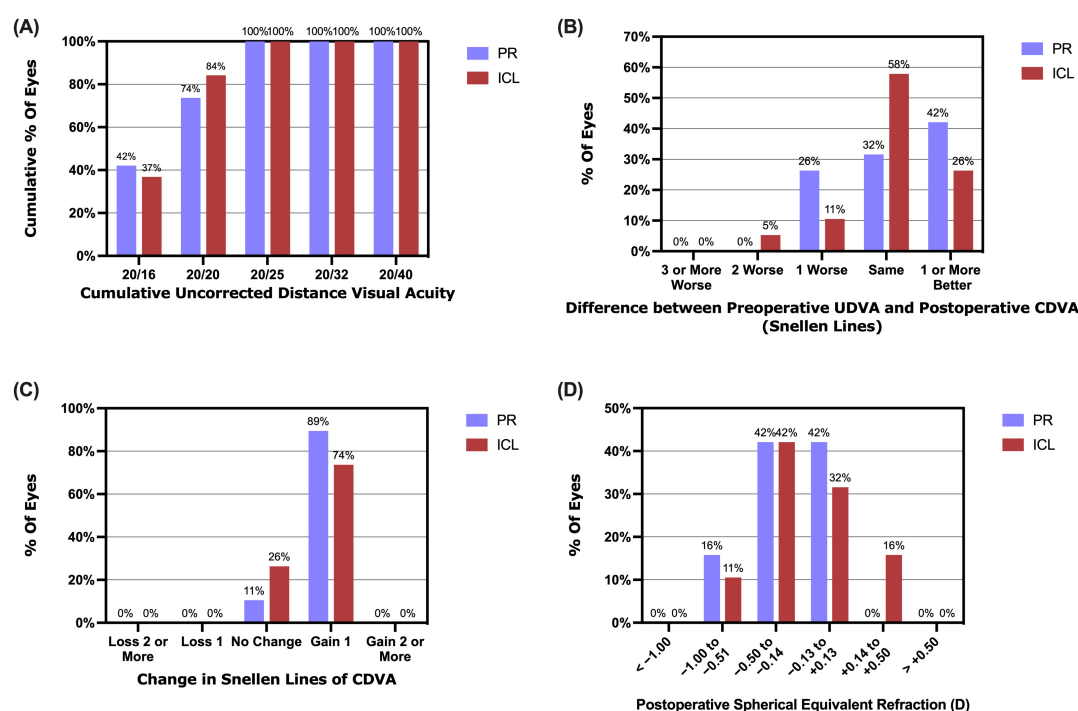 (A)
Cumulative % Of Eyes
100%
80%
60%
40%
20%
0%
42%
37%
74%
84%
100%100%
100%100%
100%100%
20/16
20/20
20/25
20/32
20/40
Cumulative Uncorrected Distance Visual Acuity
PR
ICL
(B)
% Of Eyes
70%
60%
50%
40%
30%
20%
10%
0%
0% 0%
0%
5%
26%
11%
32%
58%
42%
26%
3 or More
Worse
2 Worse
1 Worse
Same
1 or More
Better
Difference between Preoperative UDVA and Postoperative CDVA
(Snellen Lines)
PR
ICL
(C)
% Of Eyes
100%
80%
60%
40%
20%
0%
0% 0%
0% 0%
11%
26%
89%
74%
0% 0%
Loss 2 or
More
Loss 1
No Change
Gain 1
Gain 2 or
More
Change in Snellen Lines of CDVA
PR
ICL
(D)
% Of Eyes
50%
40%
30%
20%
10%
0%
0% 0%
16%
11%
42%42%
42%
32%
0%
16%
0% 0%
< −1.00
−1.00 to
−0.51
−0.50 to
−0.14
−0.13 to
+0.13
+0.14 to
+0.50
> +0.50
Postoperative Spherical Equivalent Refraction (D)
PR
ICL